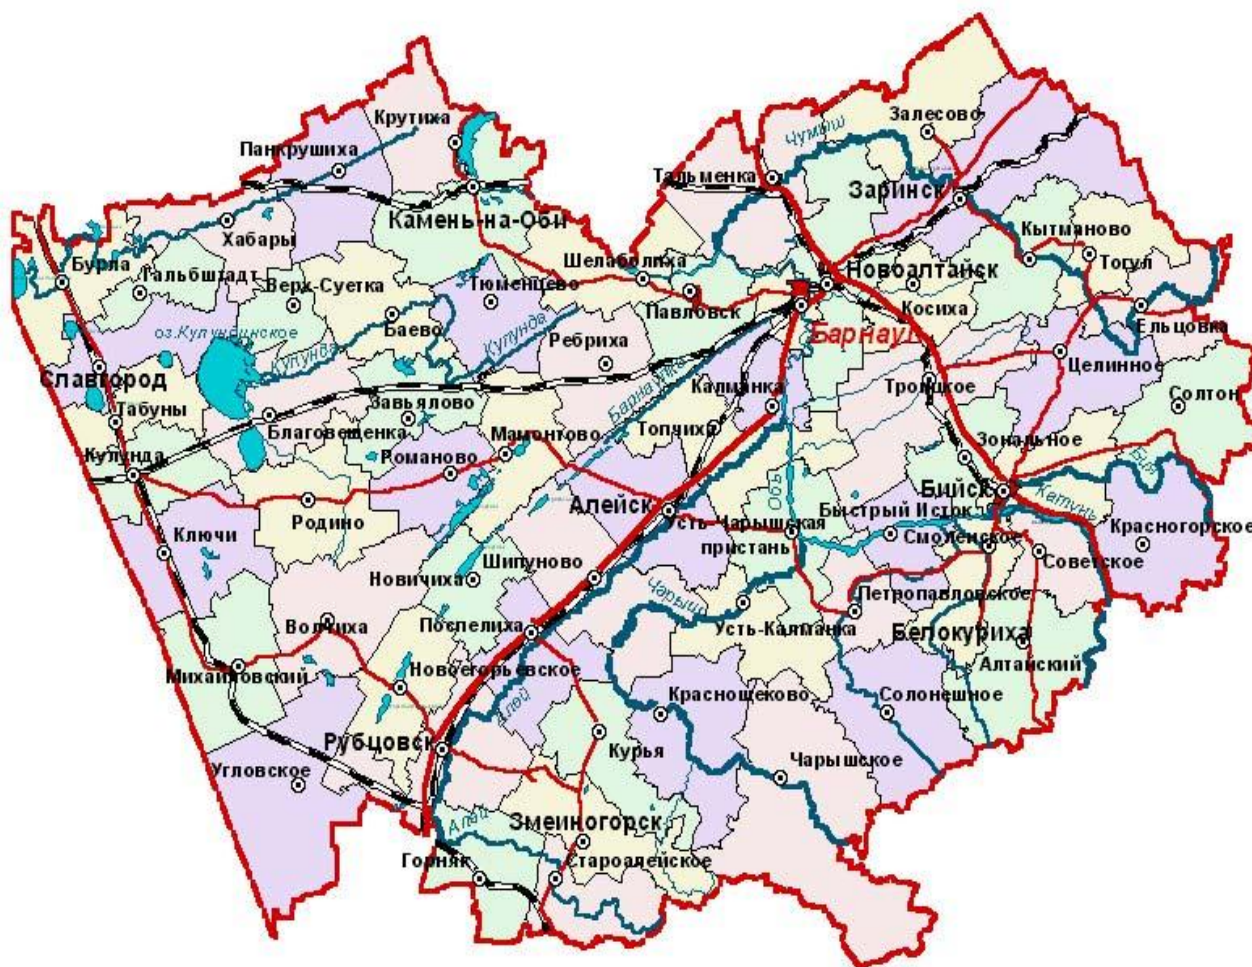 Крутиха
Панкрушиха
Чумыш
Залесово
Тальменка
Заринск
Камень-на-Оби
Хабары
Кытманово
Бурла
Гальбштадт
Верх-Суетка
Тюменцево
Шелаболиха
Новоалтайск
Тогул
Павловск
Косиха
Ельцовка
оз.Кулундинское
Баево
Кулунда
Кулунда
Ребриха
Барнаул
Целинное
Славгород
Барнаулка
Калманка
Троицкое
Солтон
Табуны
Завьялово
Благовещенка
Мамонтово
Топчиха
Зональное
Кулунда
Романово
Бия
Родино
Алейск
Обь
Бийск
Катунь
Быстрый Исток
Ключи
Усть-Чарышская
пристань
Смоленское
Красногорское
Шипуново
Советское
Новичиха
Чарыш
Петропавловское
Волчиха
Поспелиха
Усть-Калманка
Белокуриха
Алтайский
Михайловский
Новоегорьевское
Краснощеково
Солонешное
Алей
Рубцовск
Курья
Чарышское
Угловское
Алей
Змеиногорск
Горняк
Староалейское